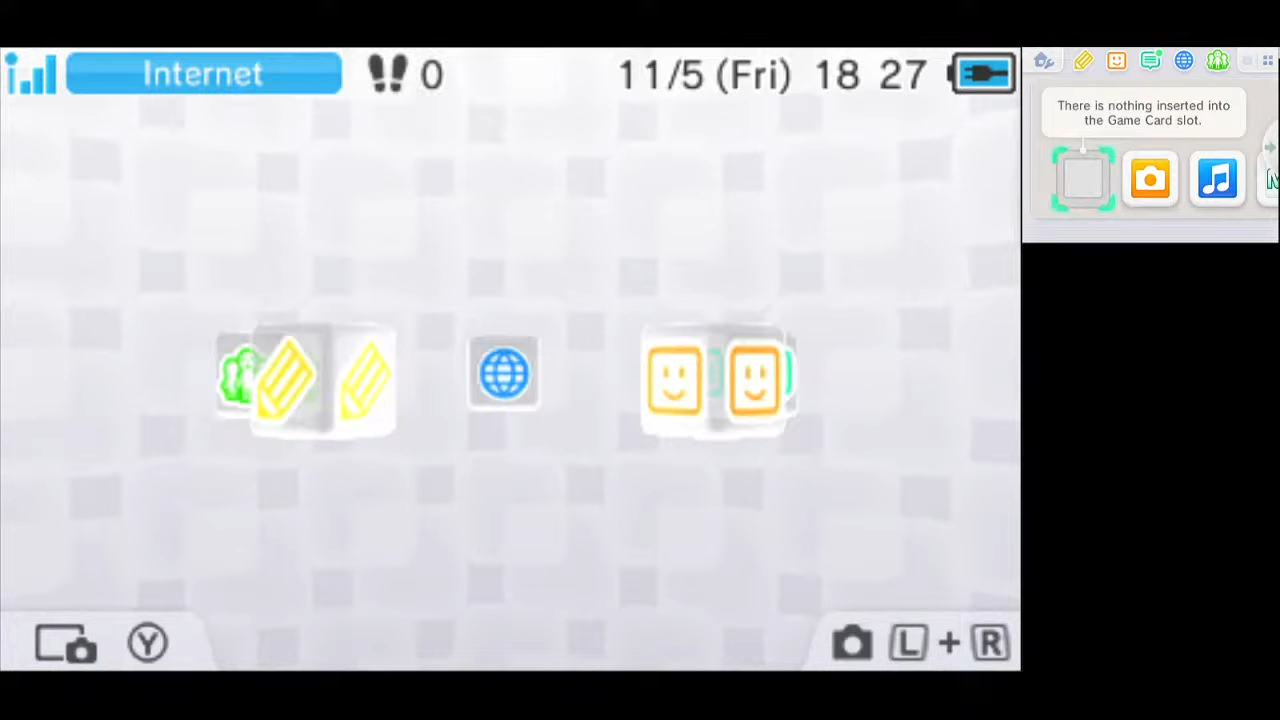 Internet
0
11/5 (Fri) 18 27
There is nothing inserted into
the Game Card slot.
Y
L + R